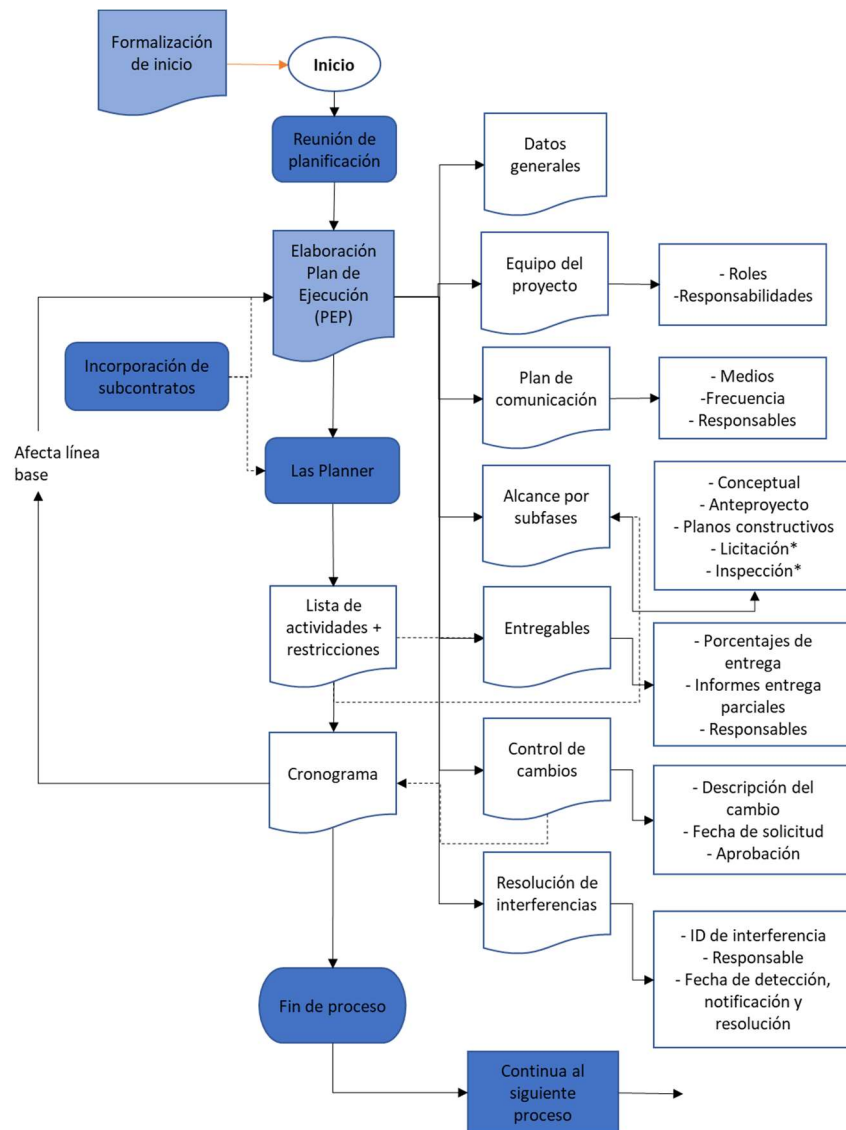 Formalización
de inicio
Inicio
Reunión de
planificación
Elaboración
Plan de
Ejecución
(PEP)
Incorporación de
subcontratos
Afecta línea
base
Las Planner
Lista de
actividades +
restricciones
Cronograma
Fin de proceso
Continua al
siguiente
proceso
Datos
generales
Equipo del
proyecto
- Roles
-Responsabilidades
Plan de
comunicación
- Medios
-Frecuencia
- Responsables
Alcance por
subfases
- Conceptual
- Anteproyecto
- Planos constructivos
- Licitación*
- Inspección*
Entregables
- Porcentajes de
entrega
- Informes entrega
parciales
- Responsables
Control de
cambios
- Descripción del
cambio
- Fecha de solicitud
- Aprobación
Resolución de
interferencias
- ID de interferencia
- Responsable
- Fecha de detección,
notificación y
resolución